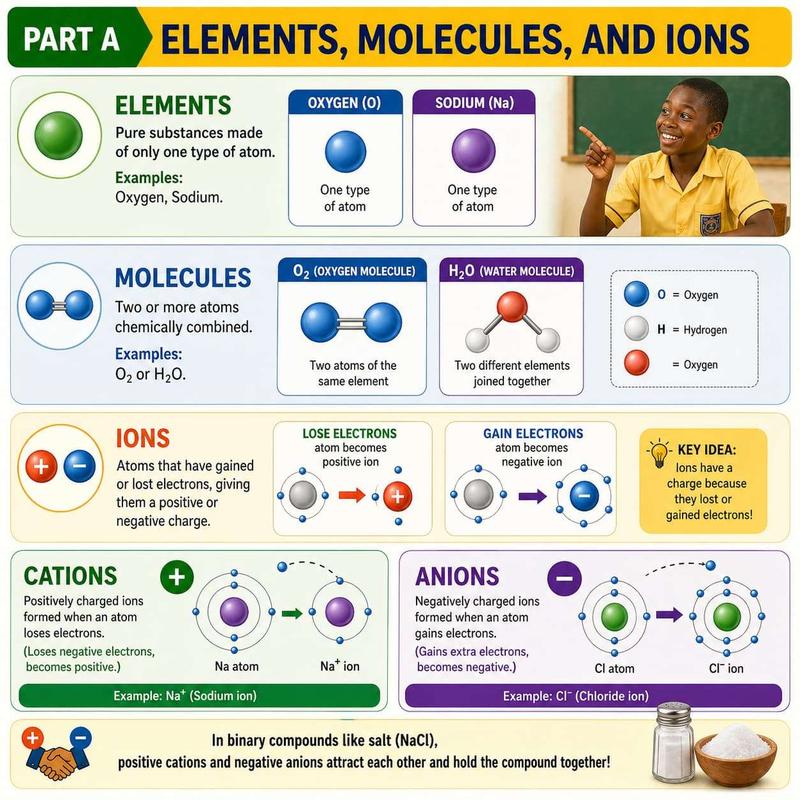 PART A
ELEMENTS, MOLECULES, AND IONS
ELEMENTS
Pure substances made
of only one type of atom.
Examples:
Oxygen, Sodium.
OXYGEN (O)
One type
of atom
SODIUM (Na)
One type
of atom
MOLECULES
Two or more atoms
chemically combined.
Examples:
O₂ or H₂O.
O₂ (OXYGEN MOLECULE)
Two atoms of the
same element
H₂O (WATER MOLECULE)
Two different elements
joined together
O = Oxygen
H = Hydrogen
= Oxygen
IONS
Atoms that have gained
or lost electrons, giving
them a positive or
negative charge.
LOSE ELECTRONS
atom becomes
positive ion
+
GAIN ELECTRONS
atom becomes
negative ion
−
KEY IDEA:
Ions have a
charge because
they lost or
gained electrons!
+ −
CATIONS
+
Positively charged ions
formed when an atom
loses electrons.
(Loses negative electrons,
becomes positive.)
Na atom
Na⁺ ion
Example: Na⁺ (Sodium ion)
ANIONS
−
Negatively charged ions
formed when an atom
gains electrons.
(Gains extra electrons,
becomes negative.)
Cl atom
Cl⁻ ion
Example: Cl⁻ (Chloride ion)
+ −
In binary compounds like salt (NaCl),
positive cations and negative anions attract each other and hold the compound together!